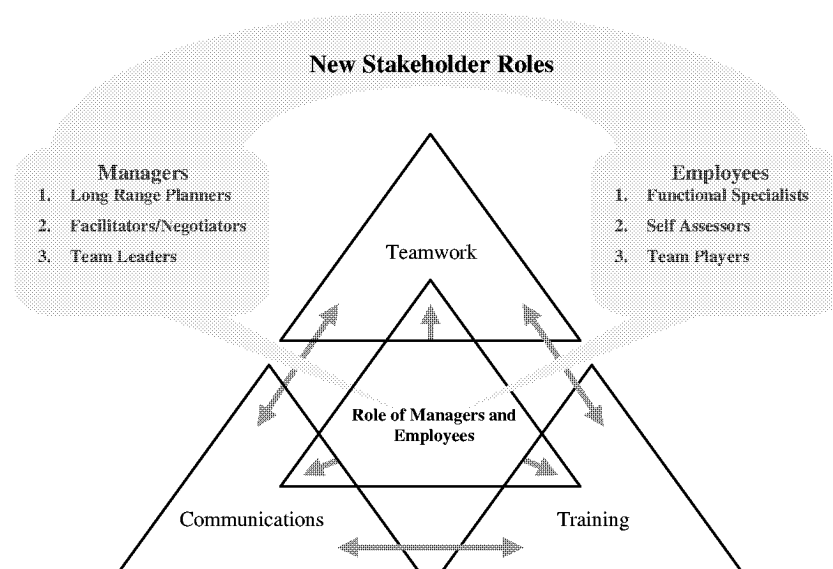 New Stakeholder Roles
Managers
1. Long Range Planners
2. Facilitators/Negotiators
3. Team Leaders
Employees
1. Functional Specialists
2. Self Assessors
3. Team Players
Teamwork
Role of Managers and
Employees
Communications
Training